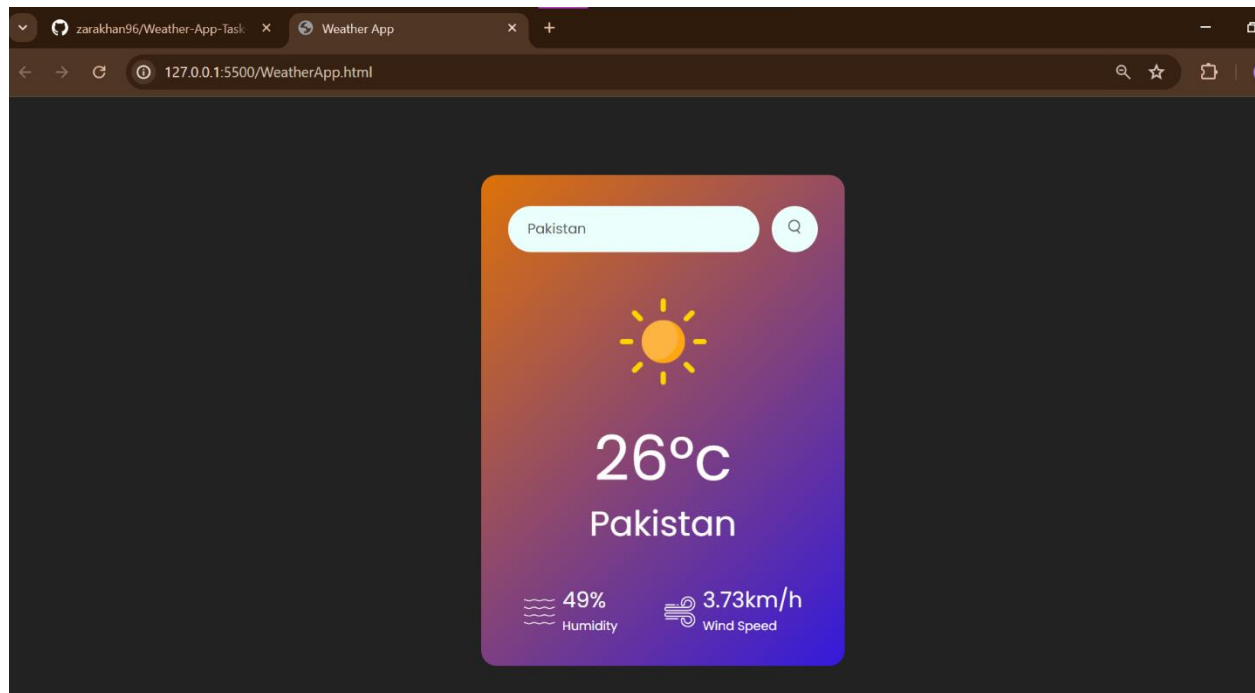 zarakhan96/Weather-App-Task
Weather App
127.0.0.1:5500/WeatherApp.html
Pakistan
26°c
Pakistan
49%
Humidity
3.73km/h
Wind Speed